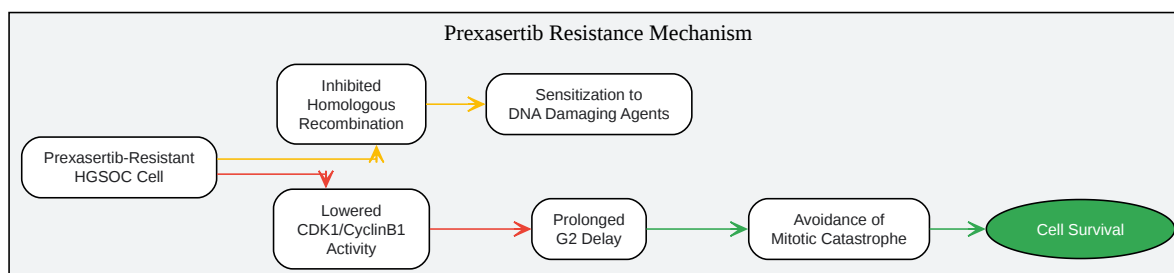 Prexasertib Resistance Mechanism
Inhibited
Homologous
Recombination
Sensitization to
DNA Damaging Agents
Prexasertib-Resistant
HGSOC Cell
Lowered
CDK1/CyclinB1
Activity
Prolonged
G2 Delay
Avoidance of
Mitotic Catastrophe
Cell Survival